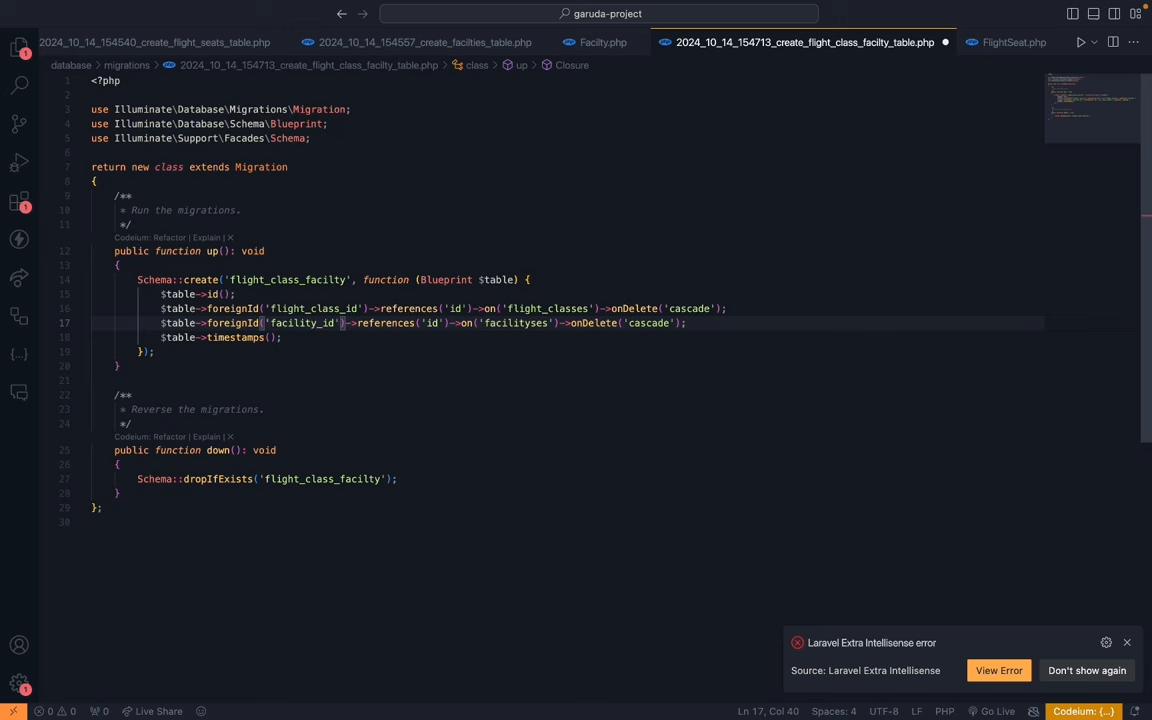 garuda-project
2024_10_14_154540_create_flight_seats_table.php
2024_10_14_154557_create_facilties_table.php
Facilty.php
2024_10_14_154713_create_flight_class_facilty_table.php
FlightSeat.php
database > migrations > 2024_10_14_154713_create_flight_class_facilty_table.php > class > up > Closure
1 <?php
2
3 use Illuminate\Database\Migrations\Migration;
4 use Illuminate\Database\Schema\Blueprint;
5 use Illuminate\Support\Facades\Schema;
6
7 return new class extends Migration
8 {
9 /**
10 * Run the migrations.
11 */
Codeium: Refactor | Explain | ✕
12 public function up(): void
13 {
14 Schema::create('flight_class_facilty', function (Blueprint $table) {
15 $table->id();
16 $table->foreignId('flight_class_id')->references('id')->on('flight_classes')->onDelete('cascade');
17 $table->foreignId('facility_id')->references('id')->on('facilityses')->onDelete('cascade');
18 $table->timestamps();
19 });
20 }
21
22 /**
23 * Reverse the migrations.
24 */
Codeium: Refactor | Explain | ✕
25 public function down(): void
26 {
27 Schema::dropIfExists('flight_class_facilty');
28 }
29 };
30
1
1
1
Laravel Extra Intellisense error
Source: Laravel Extra Intellisense
View Error
Don't show again
0 0 0 Live Share
Ln 17, Col 40 Spaces: 4 UTF-8 LF PHP Go Live Codeium: {...}